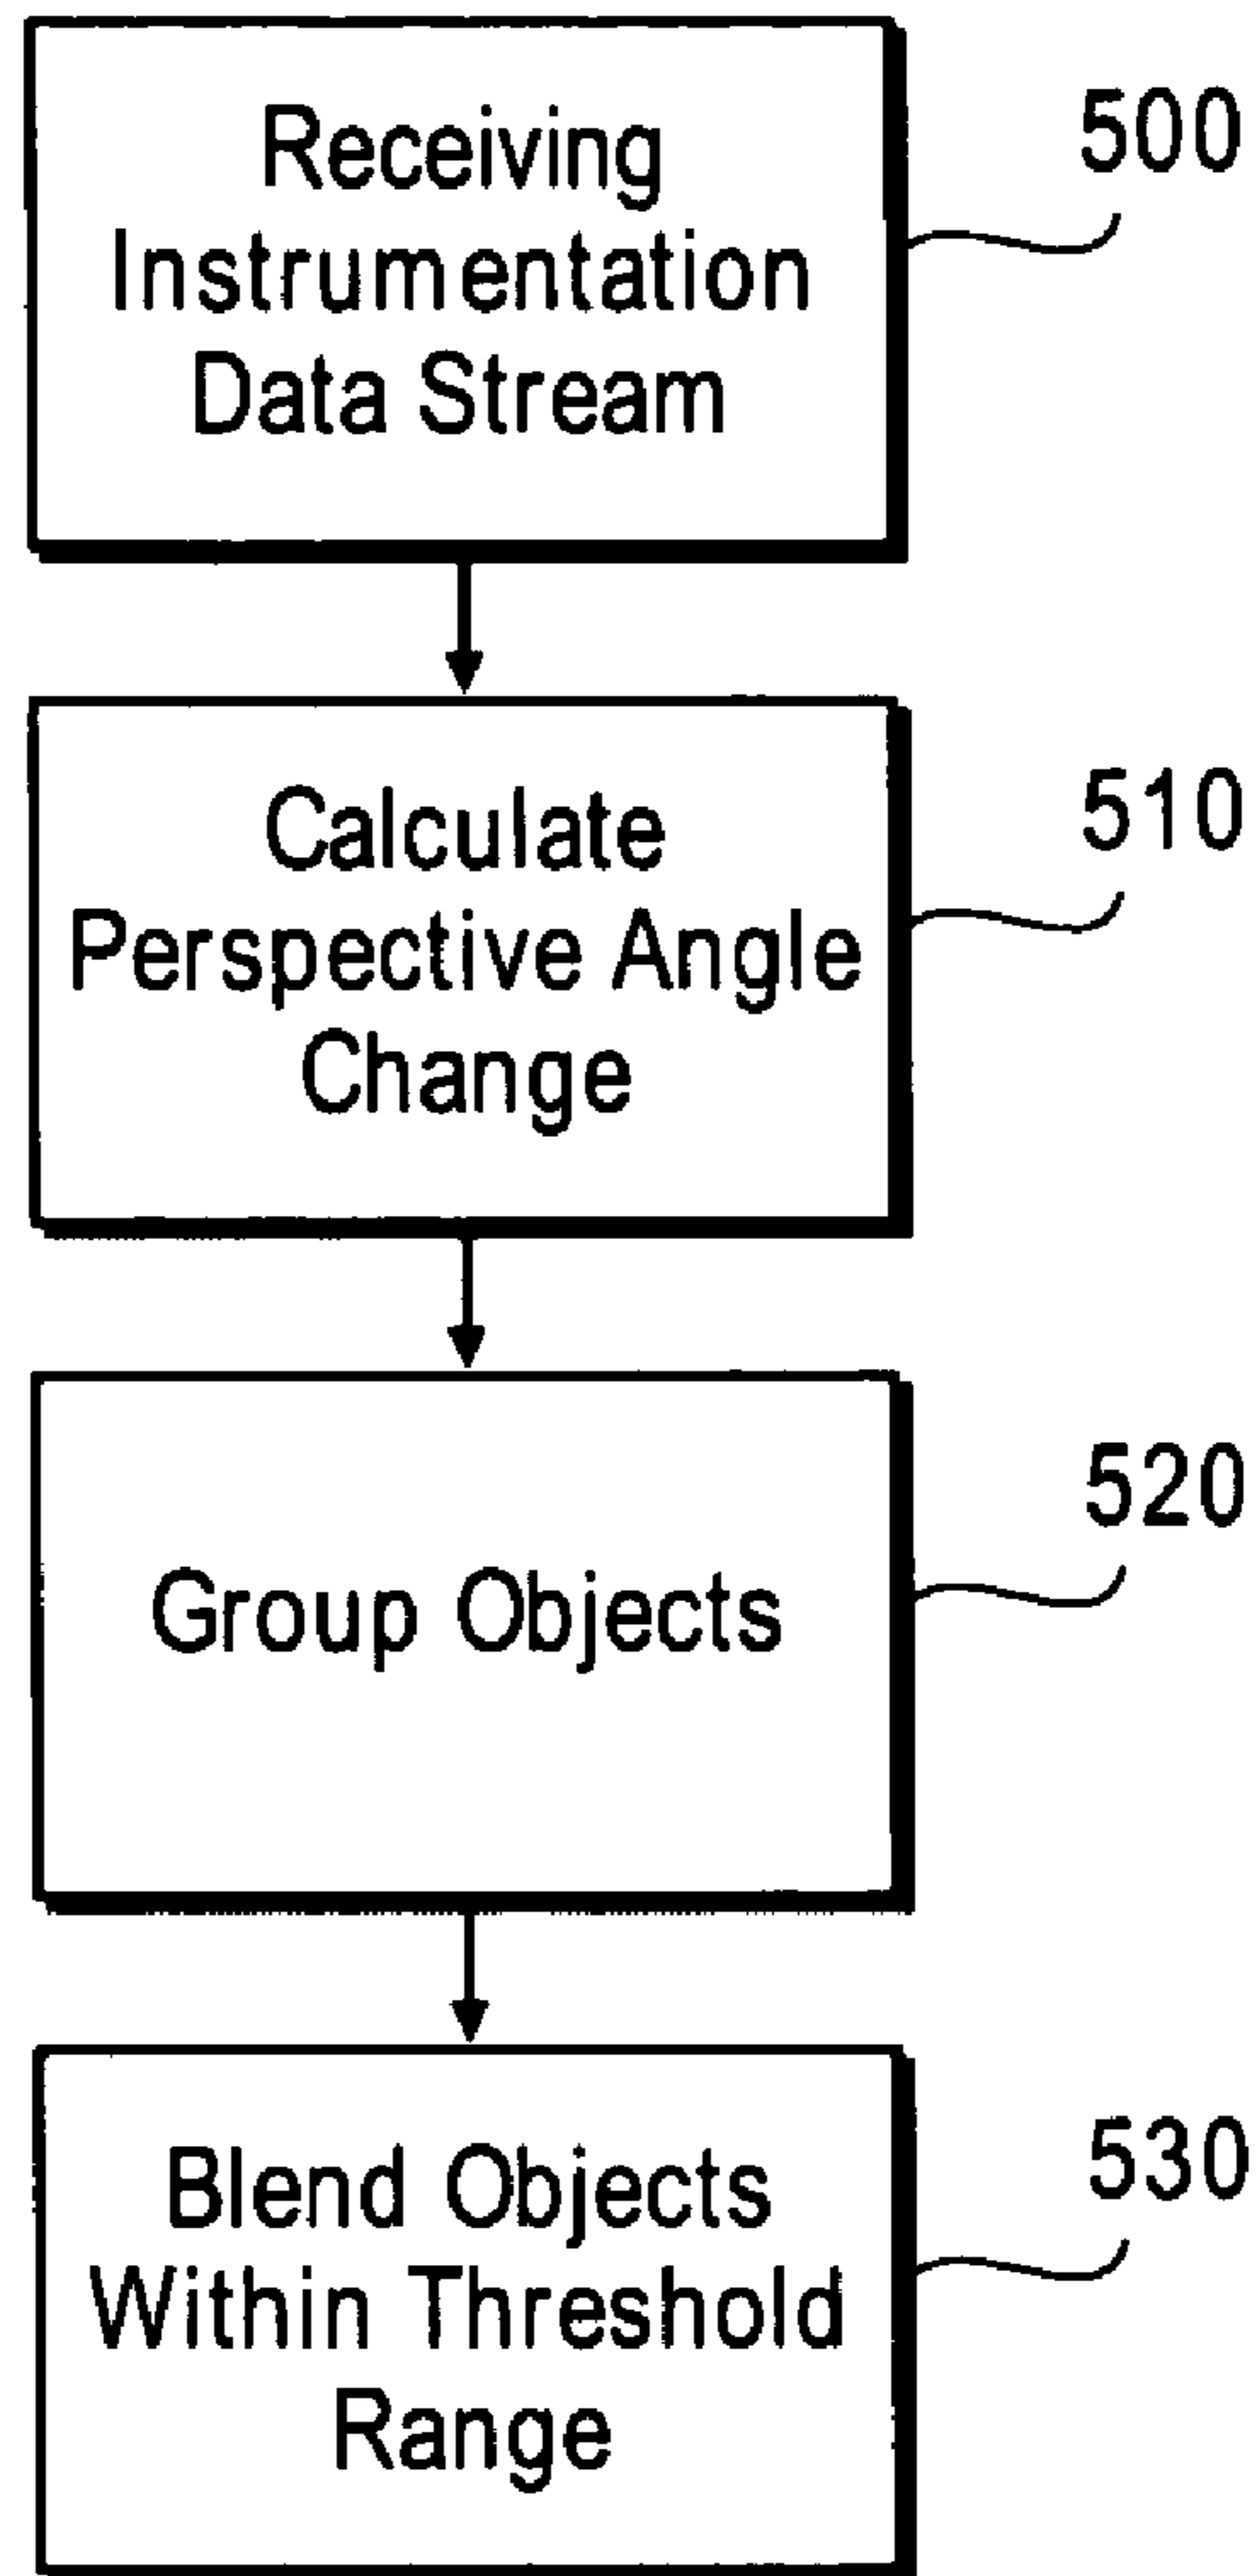 Receiving
Instrumentation
Data Stream
500
Calculate
Perspective Angle
Change
510
Group Objects
520
Blend Objects
Within Threshold
Range
530